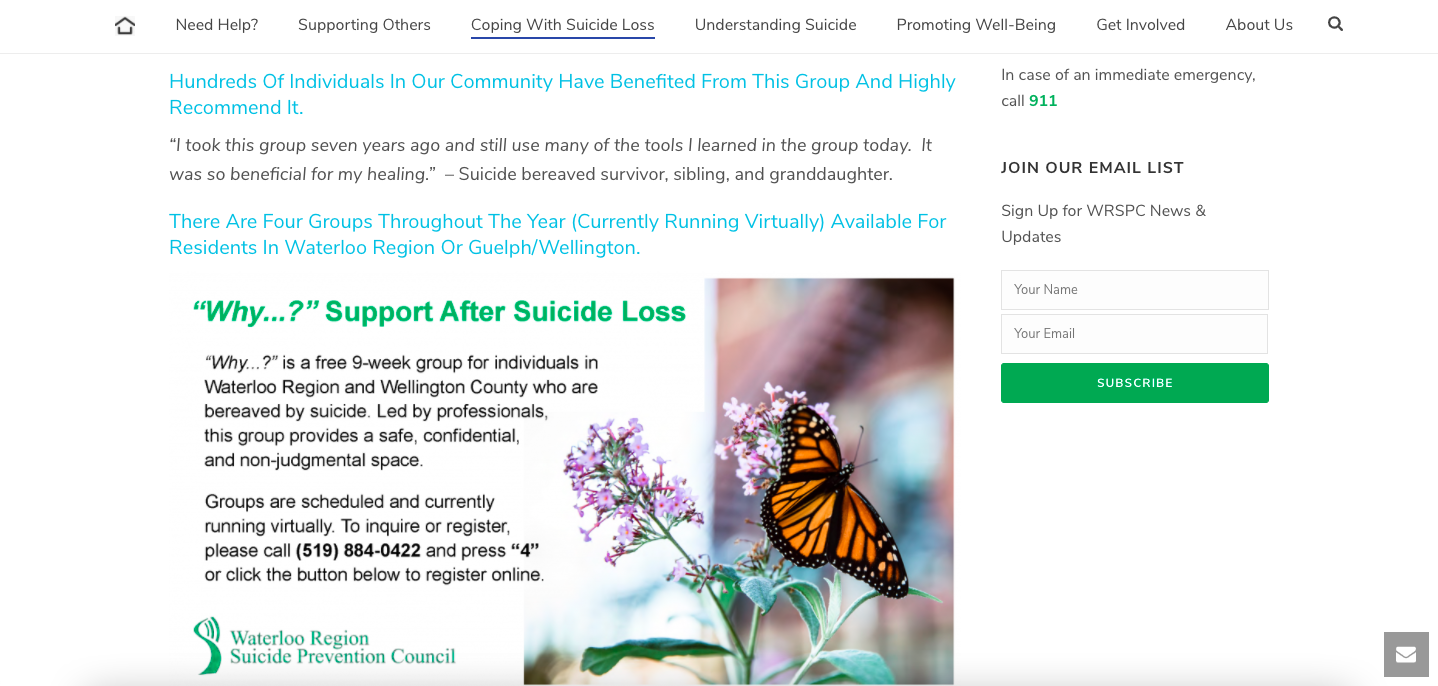 Need Help? Supporting Others Coping With Suicide Loss Understanding Suicide Promoting Well-Being Get Involved About Us
Hundreds Of Individuals In Our Community Have Benefited From This Group And Highly
Recommend It.
“I took this group seven years ago and still use many of the tools I learned in the group today.  It
was so beneficial for my healing.”  – Suicide bereaved survivor, sibling, and granddaughter.
There Are Four Groups Throughout The Year (Currently Running Virtually) Available For
Residents In Waterloo Region Or Guelph/Wellington.
“Why...?” Support After Suicide Loss
“Why...?” is a free 9-week group for individuals in
Waterloo Region and Wellington County who are
bereaved by suicide. Led by professionals,
this group provides a safe, confidential,
and non-judgmental space.
Groups are scheduled and currently
running virtually. To inquire or register,
please call (519) 884-0422 and press “4”
or click the button below to register online.
Waterloo Region
Suicide Prevention Council
In case of an immediate emergency,
call 911
JOIN OUR EMAIL LIST
Sign Up for WRSPC News &
Updates
Your Name
Your Email
SUBSCRIBE